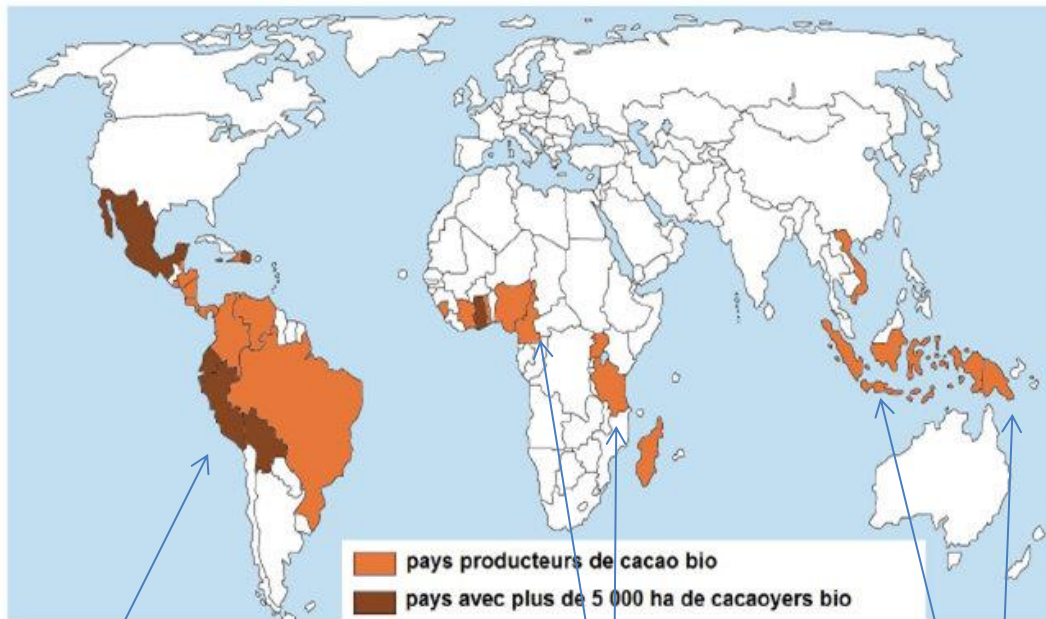 pays producteurs de cacao bio
pays avec plus de 5 000 ha de cacaoyers bio